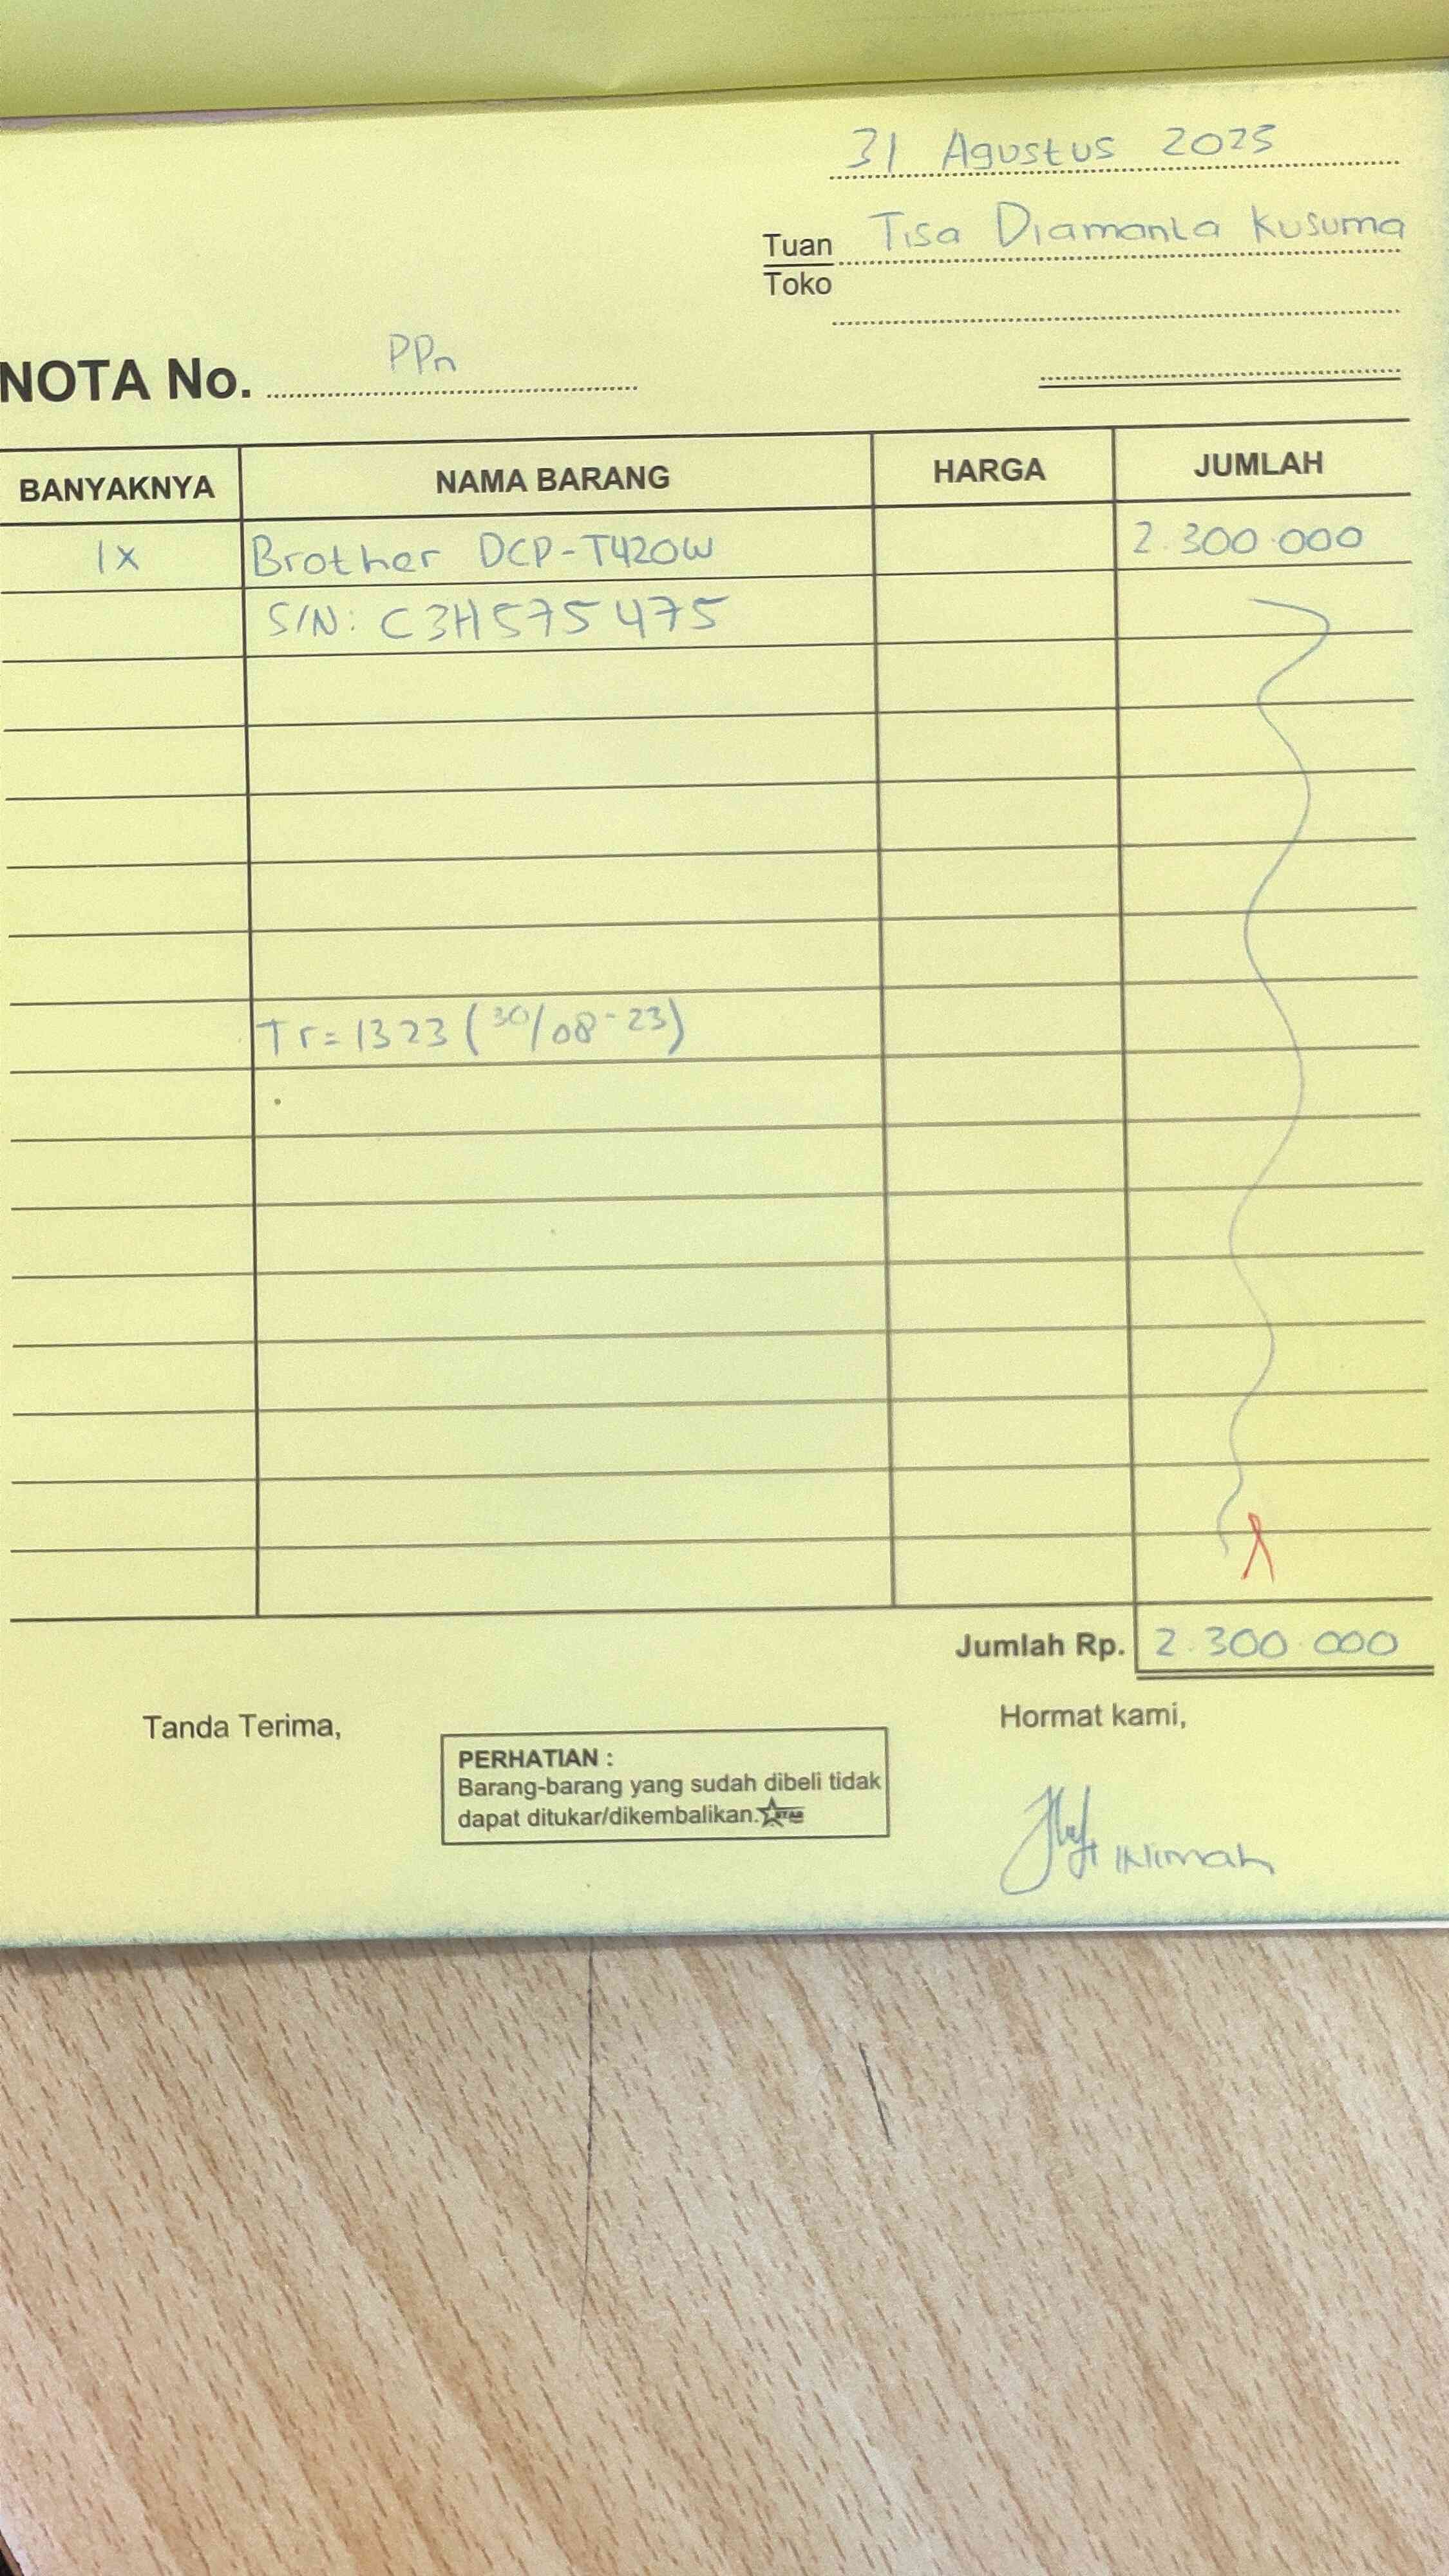 31 Agustus 2023
Tuan Tisa Diamanta Kusuma
Toko
NOTA No. PPn
BANYAKNYA NAMA BARANG HARGA JUMLAH
1x Brother DCP-T420W 2.300.000
S/N: C3H575475
Tr=1323 (30/08-23)
Jumlah Rp. 2.300.000
Tanda Terima, Hormat kami,
PERHATIAN :
Barang-barang yang sudah dibeli tidak
dapat ditukar/dikembalikan.